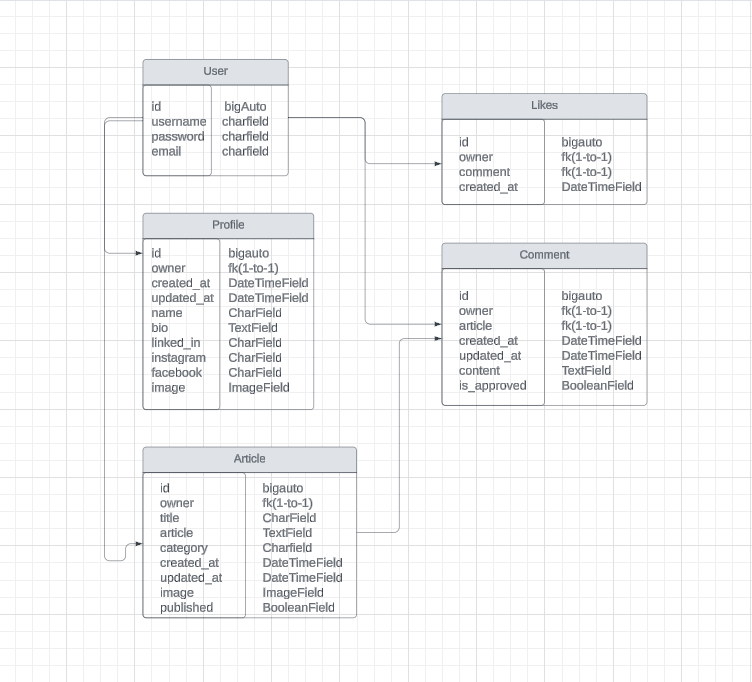 User
id bigAuto
username charfield
password charfield
email charfield
Likes
id bigauto
owner fk(1-to-1)
comment fk(1-to-1)
created_at DateTimeField
Profile
id bigauto
owner fk(1-to-1)
created_at DateTimeField
updated_at DateTimeField
name CharField
bio TextField
linked_in CharField
instagram CharField
facebook CharField
image ImageField
Comment
id bigauto
owner fk(1-to-1)
article fk(1-to-1)
created_at DateTimeField
updated_at DateTimeField
content TextField
is_approved BooleanField
Article
id bigauto
owner fk(1-to-1)
title CharField
article TextField
category Charfield
created_at DateTimeField
updated_at DateTimeField
image ImageField
published BooleanField